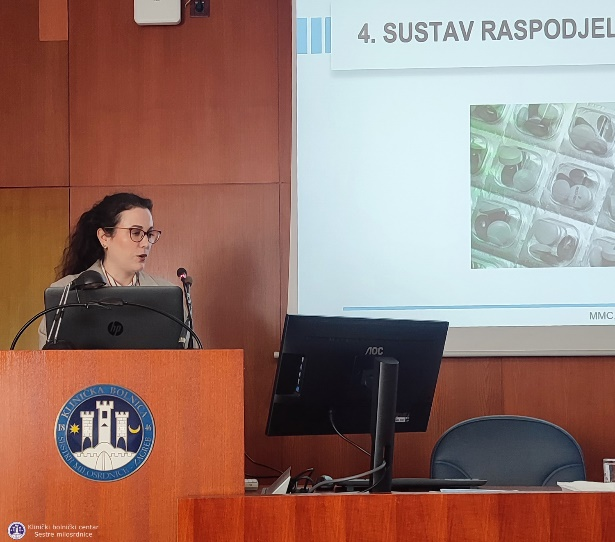 4. SUSTAV RASPODJEL
MMC
hp
AOC
KLINIČKA BOLNICA
18 46
SESTRE MILOSRDNICE - ZAGREB
Klinički bolnički centar
Sestre milosrdnice